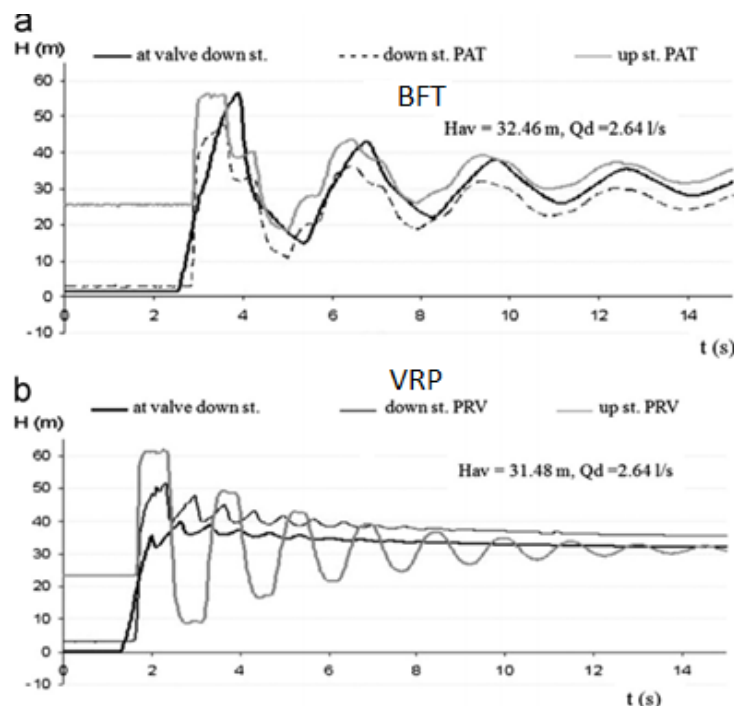 a
H (m)
at valve down st. down st. PAT up st. PAT
BFT
Hav = 32.46 m, Qd =2.64 l/s
60
50
40
30
20
10
0
-10
0 2 4 6 8 10 12 14
t (s)
b
VRP
H (m)
at valve down st. down st. PRV up st. PRV
Hav = 31.48 m, Qd =2.64 l/s
60
50
40
30
20
10
0
-10
0 2 4 6 8 10 12 14
t (s)